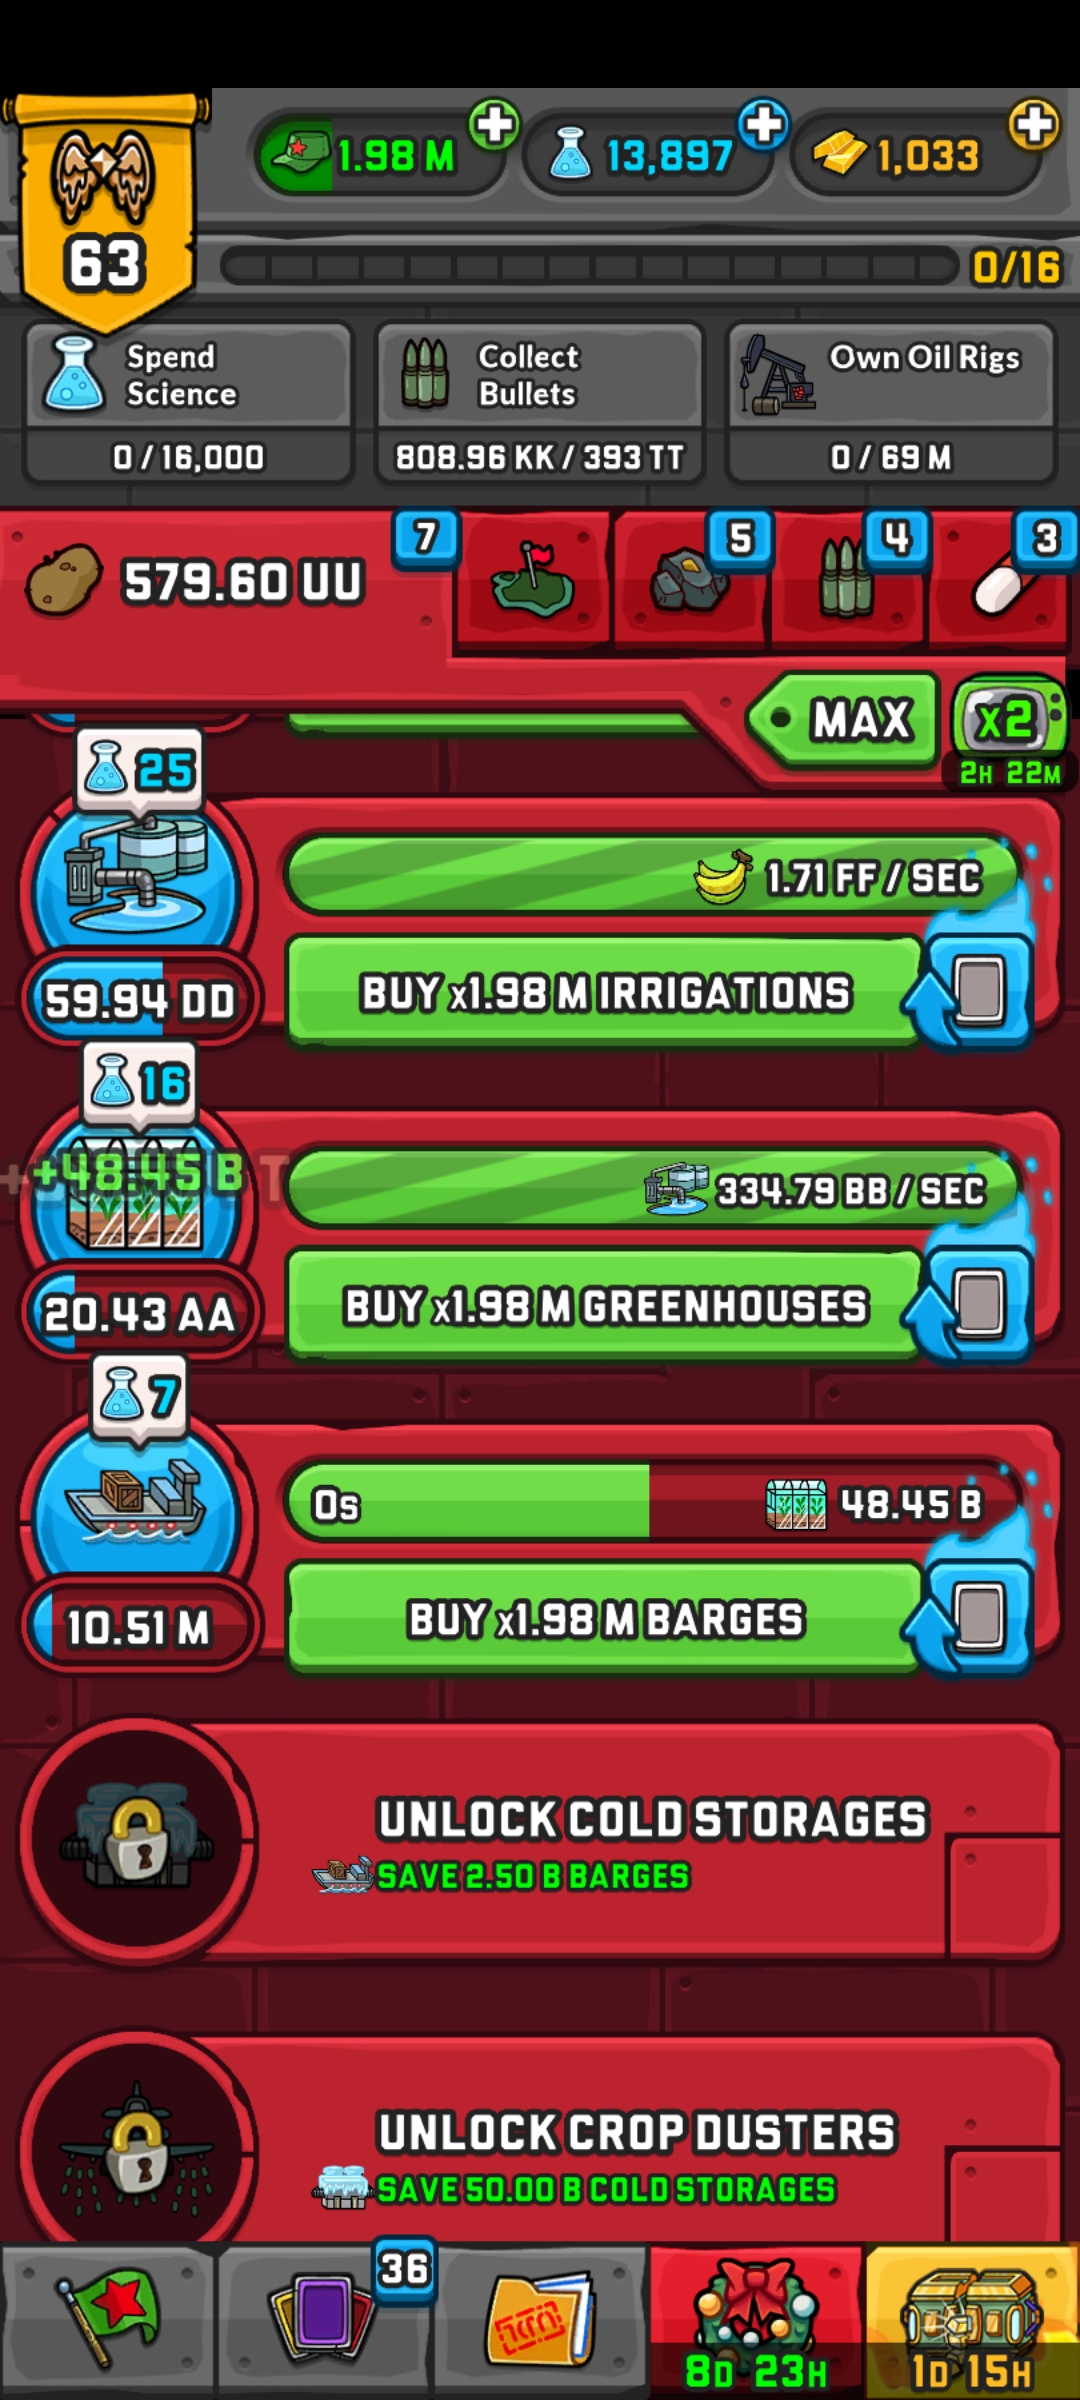 1.98 M
13,897
1,033
63
0/16
Spend
Science
0 / 16,000
Collect
Bullets
808.96 KK / 393 TT
Own Oil Rigs
0 / 69 M
579.60 UU
7
5
4
3
MAX
x2
2H 22M
25
1.71 FF / SEC
59.94 DD
BUY x1.98 M IRRIGATIONS
16
+48.45 B
334.79 BB / SEC
20.43 AA
BUY x1.98 M GREENHOUSES
7
0s
48.45 B
10.51 M
BUY x1.98 M BARGES
UNLOCK COLD STORAGES
SAVE 2.50 B BARGES
UNLOCK CROP DUSTERS
SAVE 50.00 B COLD STORAGES
36
8D 23H
1D 15H